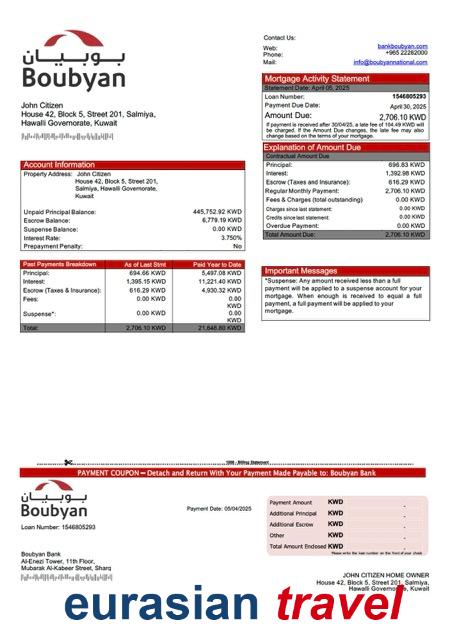 بوبيان
Boubyan
Contact Us:
Web: bankboubyan.com
Phone: +965 22282000
Mail: info@boubyannational.com
John Citizen
House 42, Block 5, Street 201, Salmiya,
Hawalli Governorate, Kuwait
Mortgage Activity Statement
Statement Date: April 05, 2025
Loan Number: 1546805293
Payment Due Date: April 30, 2025
Amount Due: 2,706.10 KWD
If payment is received after 30/04/25, a late fee of 104.49 KWD will
be charged. If the Amount Due changes, the late fee may also
change based on the terms of your mortgage.
Explanation of Amount Due
Contractual Amount Due
Principal: 696.83 KWD
Interest: 1,392.98 KWD
Escrow (Taxes and Insurance): 616.29 KWD
Regular Monthly Payment: 2,706.10 KWD
Fees & Charges (total outstanding): 0.00 KWD
Charges since last statement: 0.00 KWD
Credits since last statement: 0.00 KWD
Overdue Payment: 0.00 KWD
Total Amount Due: 2,706.10 KWD
Account Information
Property Address: John Citizen
House 42, Block 5, Street 201,
Salmiya, Hawalli Governorate,
Kuwait
Unpaid Principal Balance: 445,752.92 KWD
Escrow Balance: 6,779.19 KWD
Suspense Balance: 0.00 KWD
Interest Rate: 3.750%
Prepayment Penalty: No
Past Payments Breakdown As of Last Stmt Paid Year to Date
Principal: 694.66 KWD 5,497.08 KWD
Interest: 1,395.15 KWD 11,221.40 KWD
Escrow (Taxes & Insurance): 616.29 KWD 4,930.32 KWD
Fees: 0.00 KWD 0.00
KWD
Suspense*: 0.00 KWD 0.00
KWD
Total: 2,706.10 KWD 21,648.80 KWD
Important Messages
*Suspense: Any amount received less than a full
payment will be applied to a suspense account for your
mortgage. When enough is received to equal a full
payment, a full payment will be applied to your
mortgage.
Billing Statement
PAYMENT COUPON – Detach and Return With Your Payment Made Payable to: Boubyan Bank
بوبيان
Boubyan
Loan Number: 1546805293
Payment Date: 05/04/2025
Payment Amount KWD
Additional Principal KWD
Additional Escrow KWD
Other KWD
Total Amount Enclosed KWD
Please write the loan number on the front of your check
Boubyan Bank
Al-Enezi Tower, 11th Floor,
Mubarak Al-Kabeer Street, Sharq
JOHN CITIZEN HOME OWNER
House 42, Block 5, Street 201, Salmiya,
Hawalli Governorate, Kuwait
eurasian travel